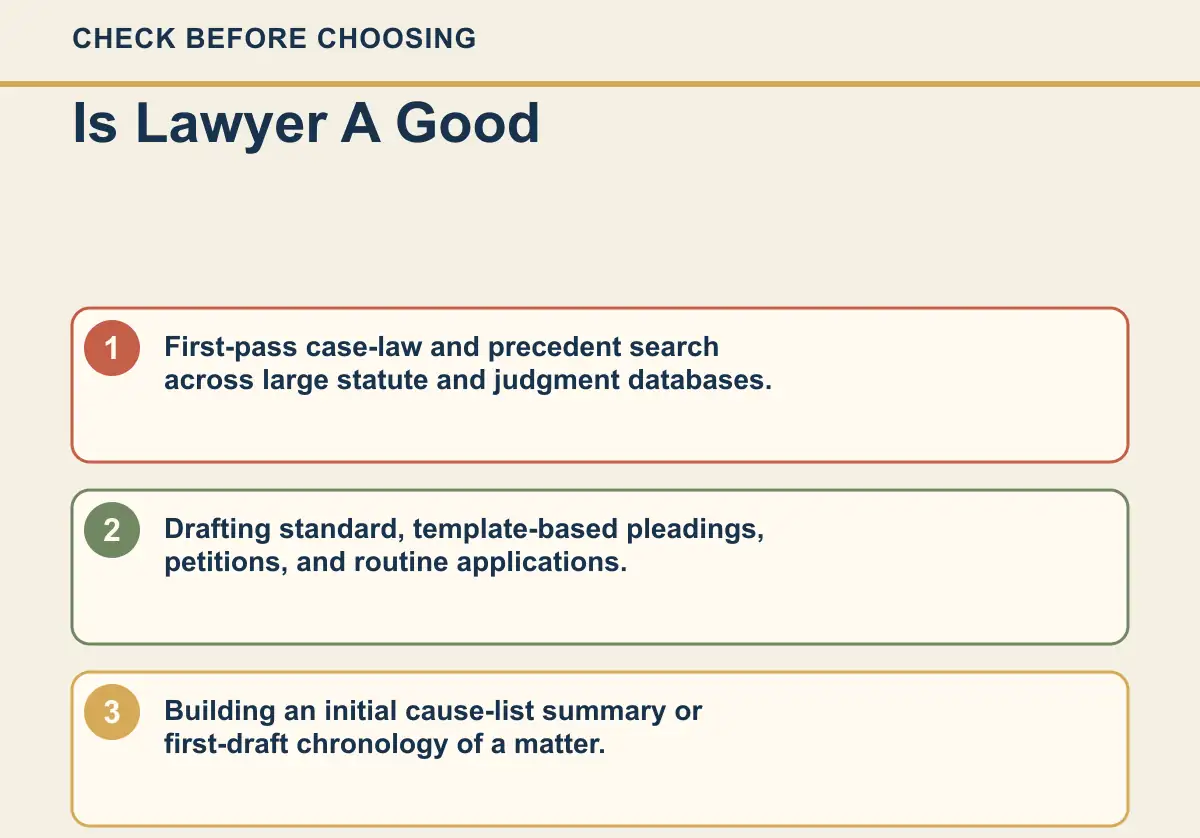 CHECK BEFORE CHOOSING
Is Lawyer A Good
1
First-pass case-law and precedent search
across large statute and judgment databases.
2
Drafting standard, template-based pleadings,
petitions, and routine applications.
3
Building an initial cause-list summary or
first-draft chronology of a matter.